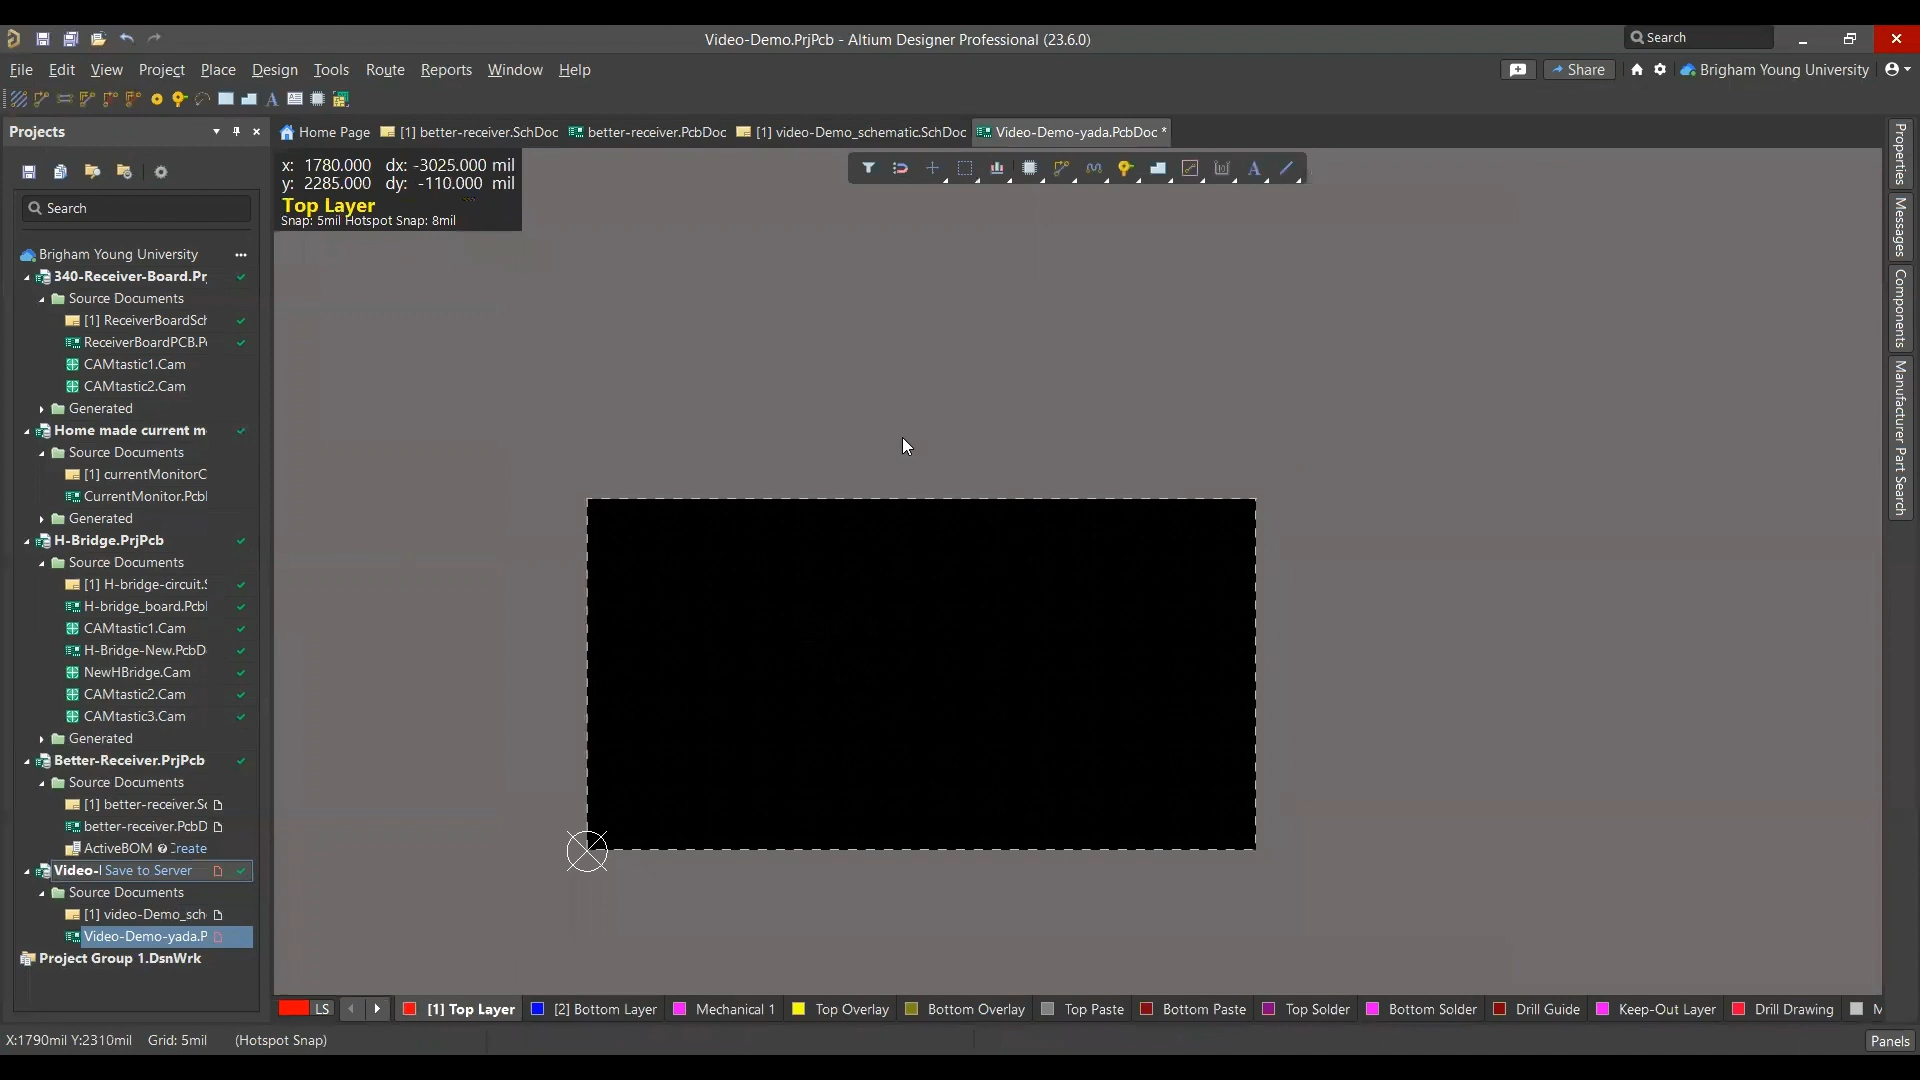 Video-Demo.PrjPcb - Altium Designer Professional (23.6.0)
Search
File Edit View Project Place Design Tools Route Reports Window Help
Share
Brigham Young University
Projects
Home Page
[1] better-receiver.SchDoc
better-receiver.PcbDoc
[1] video-Demo_schematic.SchDoc
Video-Demo-yada.PcbDoc *
x: 1780.000 dx: -3025.000 mil
y: 2285.000 dy: -110.000 mil
Top Layer
Snap: 5mil Hotspot Snap: 8mil
Search
Brigham Young University
340-Receiver-Board.Pr
Source Documents
[1] ReceiverBoardSch
ReceiverBoardPCB.P
CAMtastic1.Cam
CAMtastic2.Cam
Generated
Home made current m
Source Documents
[1] currentMonitorC
CurrentMonitor.Pcb
Generated
H-Bridge.PrjPcb
Source Documents
[1] H-bridge-circuit.
H-bridge_board.Pcb
CAMtastic1.Cam
H-Bridge-New.PcbD
NewHBridge.Cam
CAMtastic2.Cam
CAMtastic3.Cam
Generated
Better-Receiver.PrjPcb
Source Documents
[1] better-receiver.Sc
better-receiver.PcbD
ActiveBOM Create
Video- Save to Server
Source Documents
[1] video-Demo_sch
Video-Demo-yada.P
Project Group 1.DsnWrk
Properties
Messages
Components
Manufacturer Part Search
LS
[1] Top Layer
[2] Bottom Layer
Mechanical 1
Top Overlay
Bottom Overlay
Top Paste
Bottom Paste
Top Solder
Bottom Solder
Drill Guide
Keep-Out Layer
Drill Drawing
M
X:1790mil Y:2310mil Grid: 5mil (Hotspot Snap)
Panels